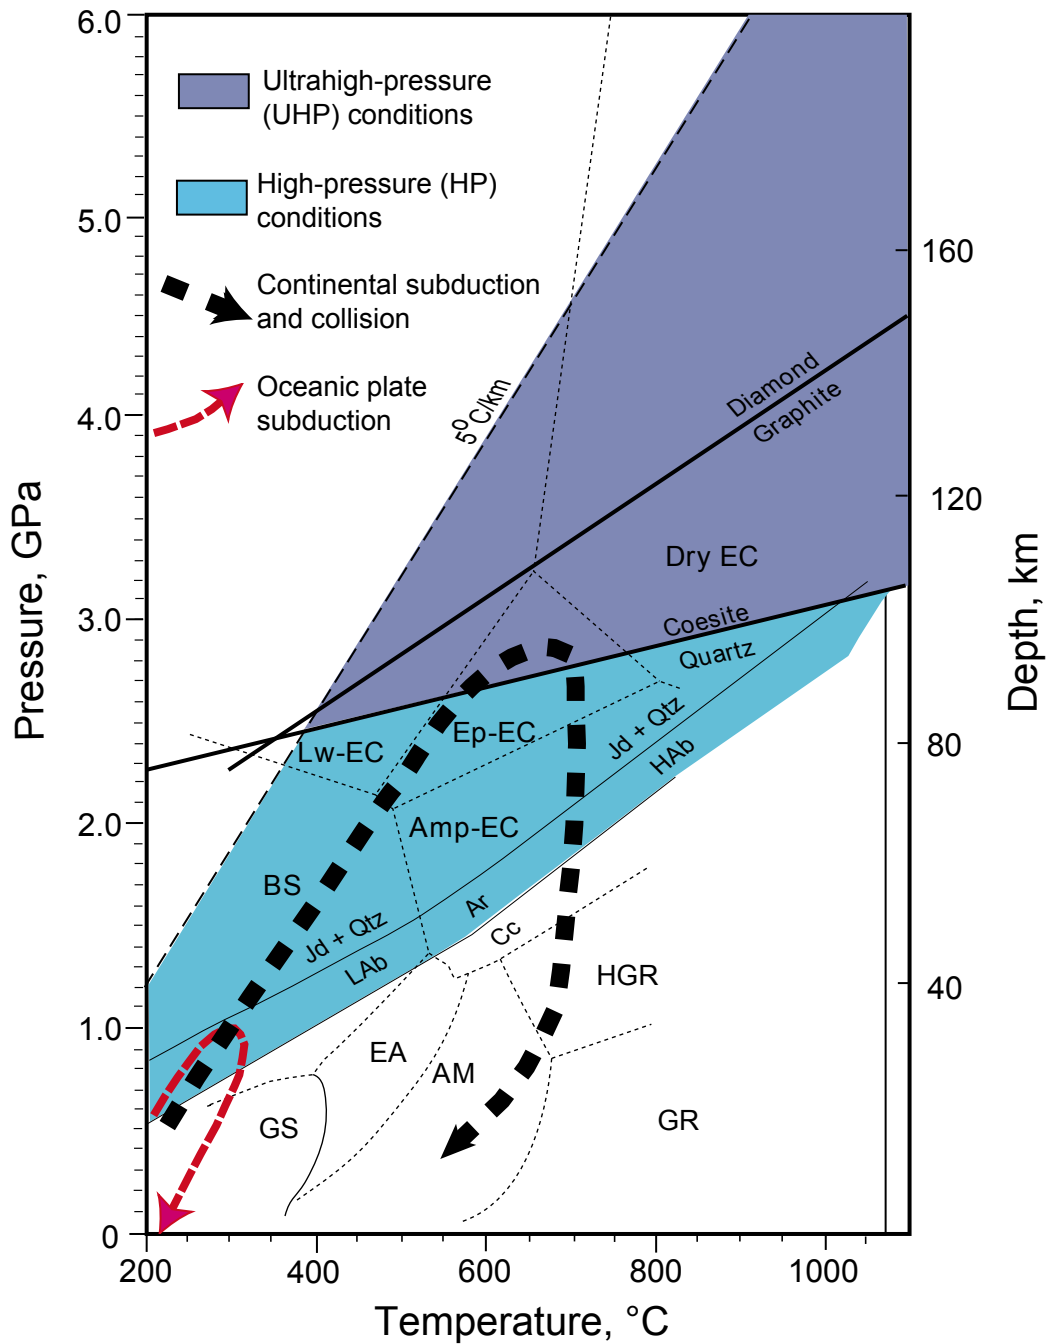 6.0
5.0
4.0
3.0
2.0
1.0
0
Pressure, GPa
Ultrahigh-pressure
(UHP) conditions
High-pressure (HP)
conditions
Continental subduction
and collision
Oceanic plate
subduction
5°C/km
Diamond
Graphite
Dry EC
Coesite
Quartz
Lw-EC
Ep-EC
Jd + Qtz
HAb
Amp-EC
BS
Jd + Qtz
LAb
Ar
Cc
HGR
EA
AM
GS
GR
160
120
80
40
Depth, km
200
400
600
800
1000
Temperature, °C